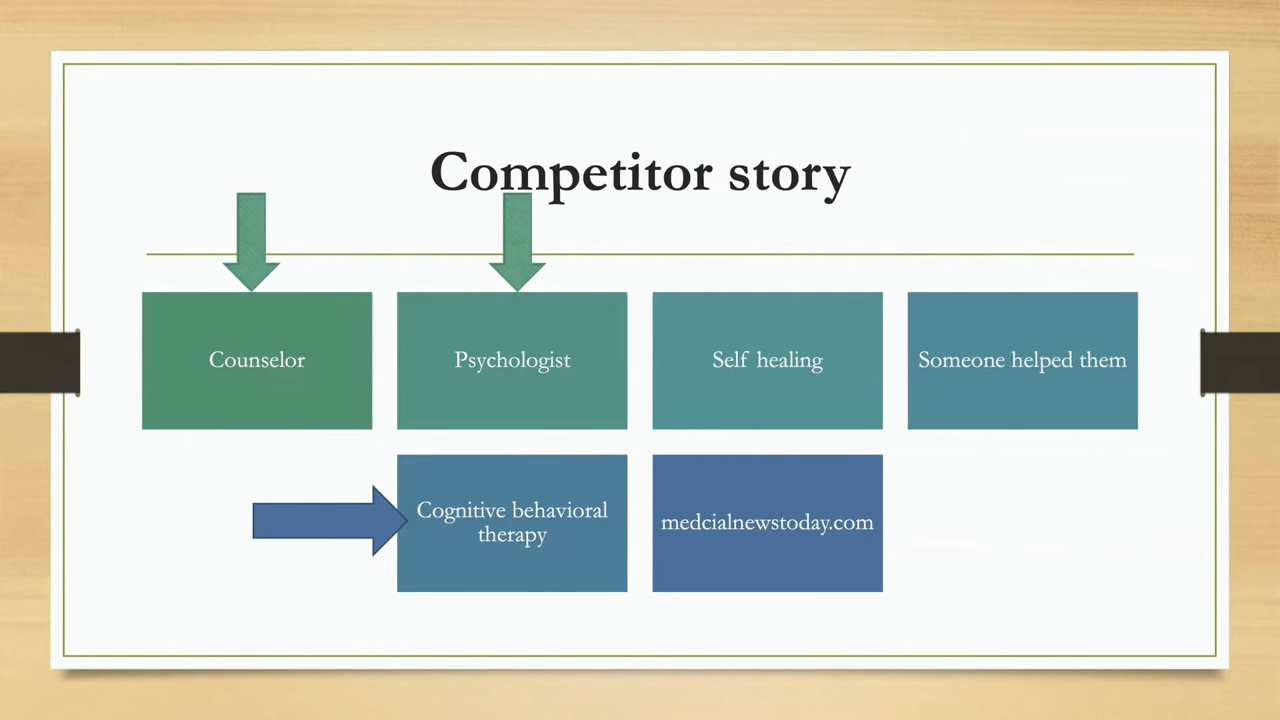 Competitor story
Counselor
Psychologist
Self healing
Someone helped them
Cognitive behavioral
therapy
medcialnewstoday.com